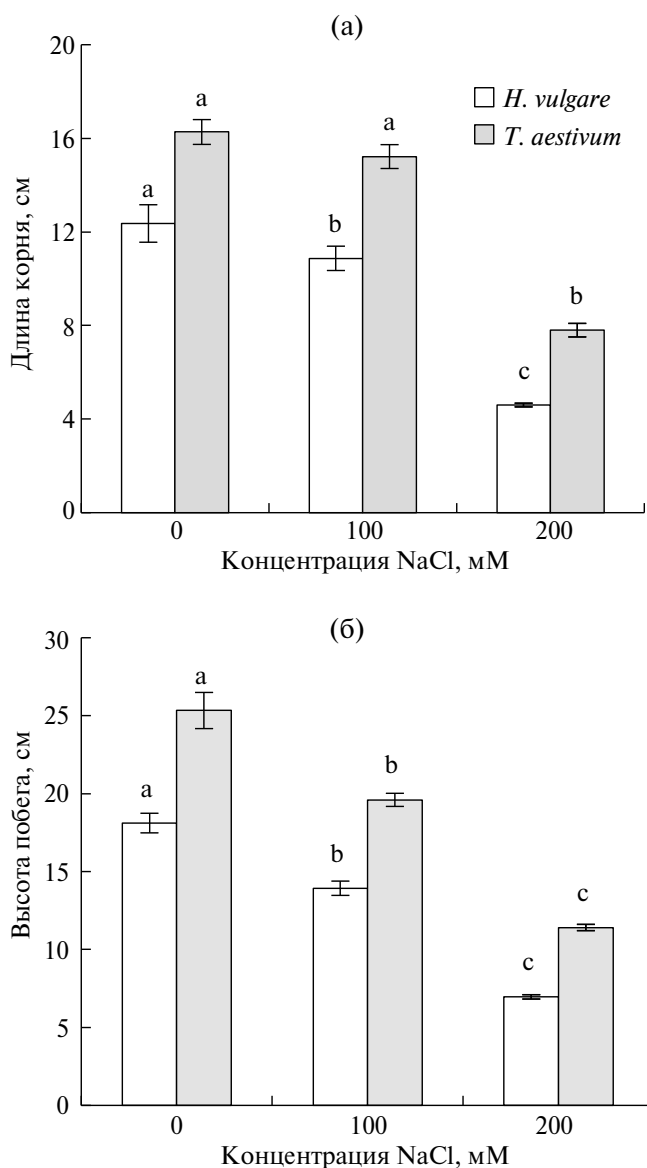 (а)
20
16
12
8
4
0
Длина корня, см
a
a
a
b
b
c
H. vulgare
T. aestivum
0
100
200
Концентрация NaCl, мМ
(б)
30
25
20
15
10
5
0
Высота побега, см
a
a
b
b
c
c
0
100
200
Концентрация NaCl, мМ